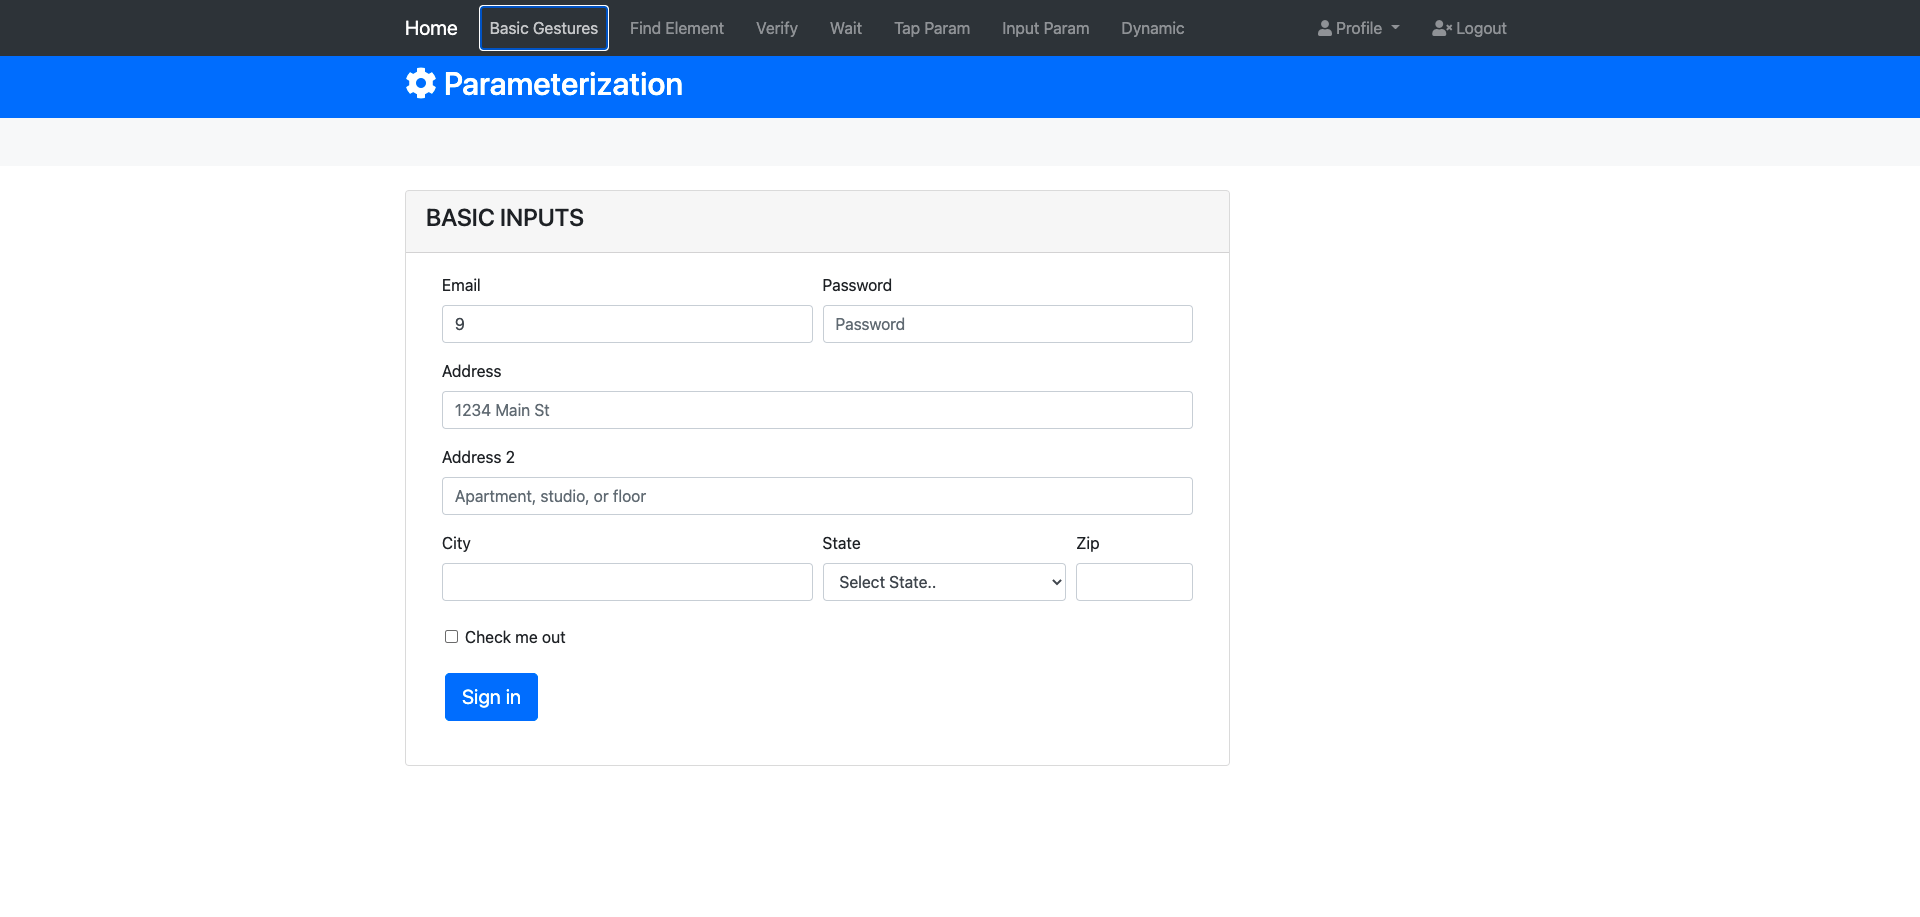 Home Basic Gestures Find Element Verify Wait Tap Param Input Param Dynamic Profile Logout
Parameterization
BASIC INPUTS
Email Password
9 Password
Address
1234 Main St
Address 2
Apartment, studio, or floor
City State Zip
Select State..
Check me out
Sign in